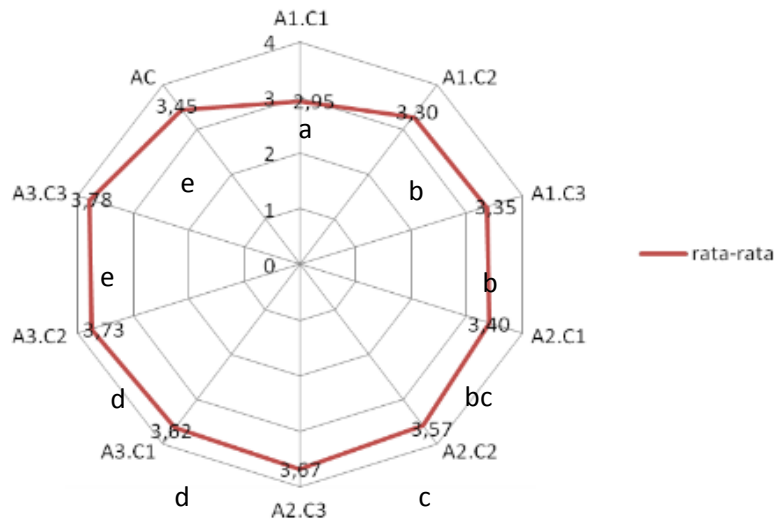 A1.C1
4
AC
A1.C2
3,45
3
2,95
3,30
a
2
e
b
A3.C3
3,78
A1.C3
3,35
1
rata-rata
0
e
b
3,40
A3.C2
3,73
A2.C1
d
bc
3,62
3,57
A3.C1
A2.C2
3,67
d
c
A2.C3